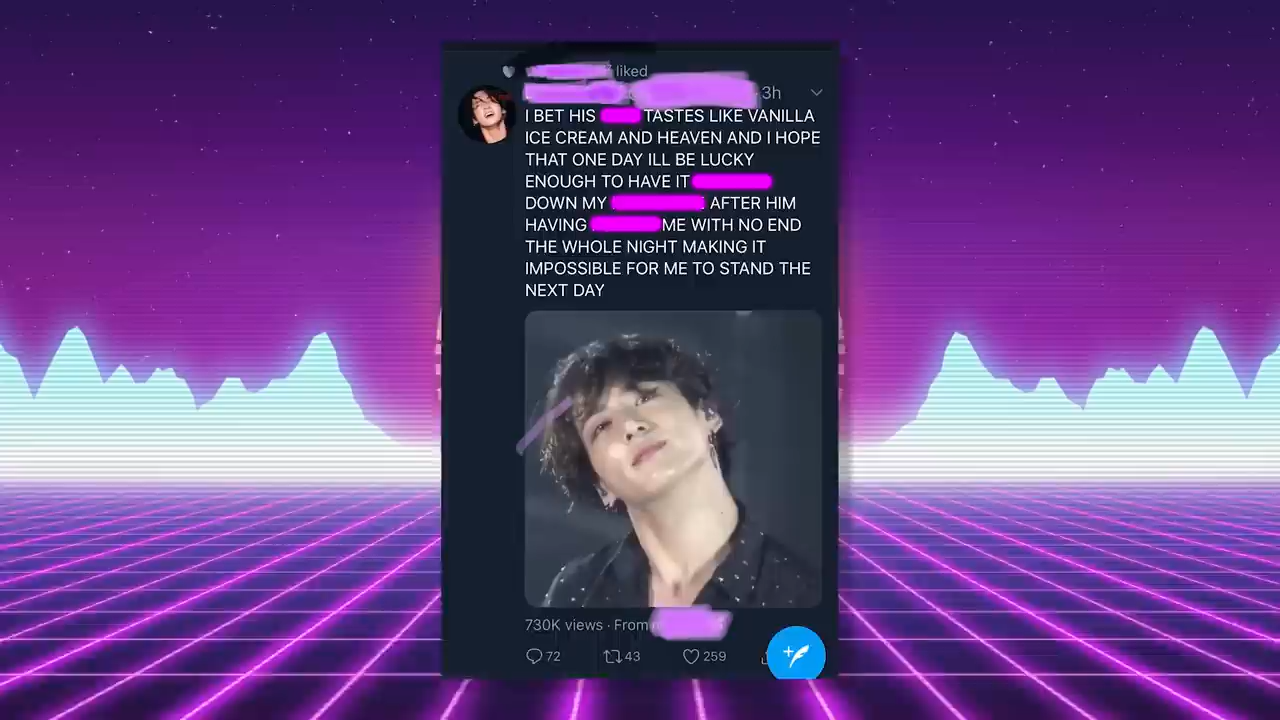 liked
3h
I BET HIS TASTES LIKE VANILLA
ICE CREAM AND HEAVEN AND I HOPE
THAT ONE DAY ILL BE LUCKY
ENOUGH TO HAVE IT
DOWN MY AFTER HIM
HAVING ME WITH NO END
THE WHOLE NIGHT MAKING IT
IMPOSSIBLE FOR ME TO STAND THE
NEXT DAY
730K views · From
72 43 259